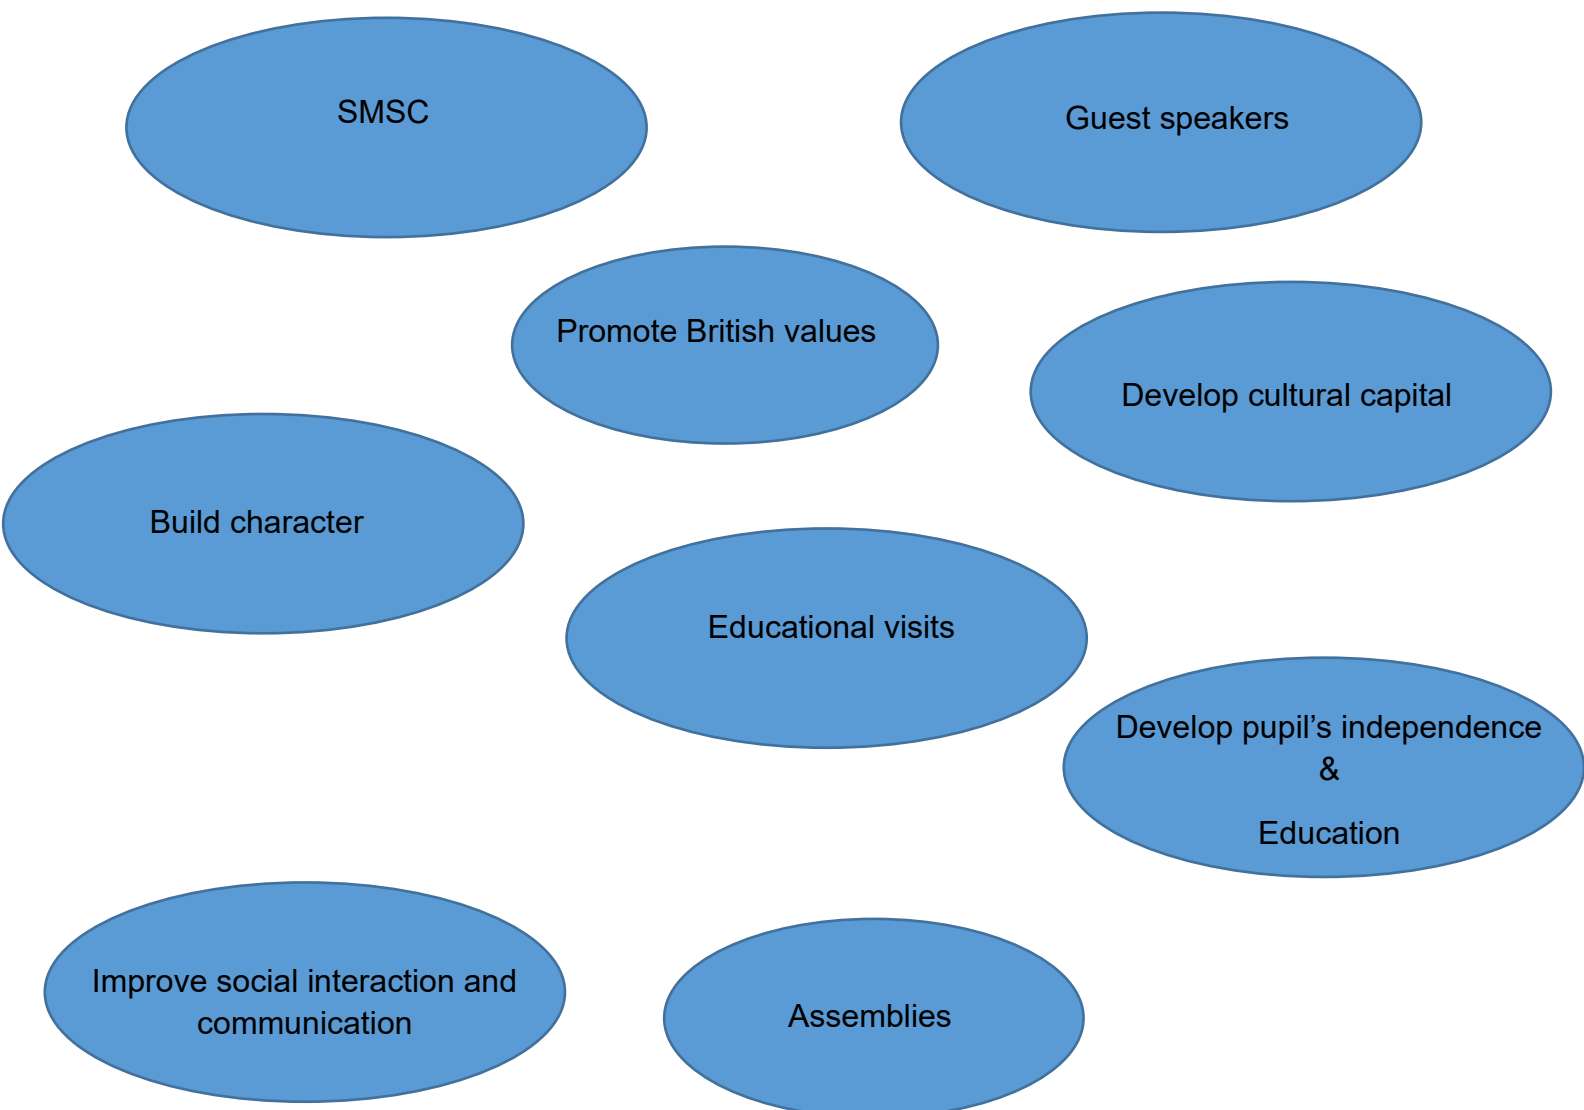 SMSC
Guest speakers
Promote British values
Develop cultural capital
Build character
Educational visits
Develop pupil’s independence
&
Education
Improve social interaction and
communication
Assemblies